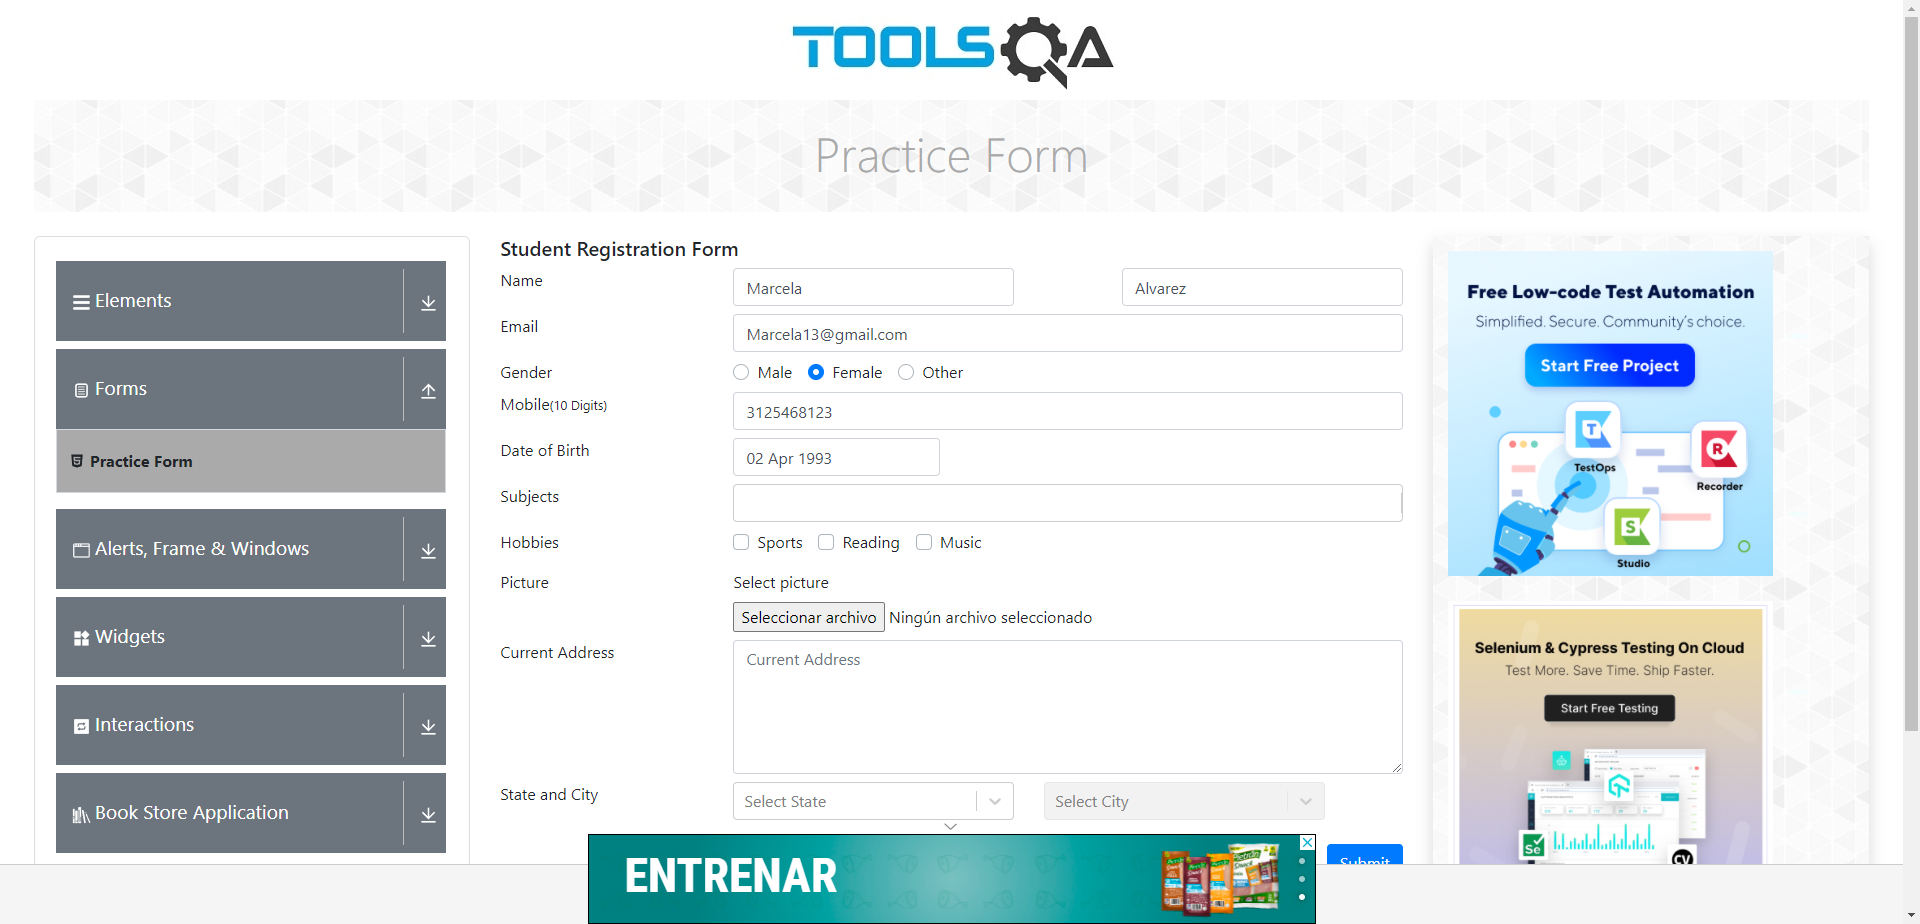 TOOLSQA
Practice Form
Elements
Forms
Practice Form
Alerts, Frame & Windows
Widgets
Interactions
Book Store Application
Student Registration Form
Name
Marcela
Alvarez
Email
Marcela13@gmail.com
Gender
Male
Female
Other
Mobile(10 Digits)
3125468123
Date of Birth
02 Apr 1993
Subjects
Hobbies
Sports
Reading
Music
Picture
Select picture
Seleccionar archivo
Ningún archivo seleccionado
Current Address
Current Address
State and City
Select State
Select City
Submit
Free Low-code Test Automation
Simplified. Secure. Community's choice.
Start Free Project
T
TestOps
R
Recorder
S
Studio
Selenium & Cypress Testing On Cloud
Test More. Save Time. Ship Faster.
Start Free Testing
Se
CY
ENTRENAR